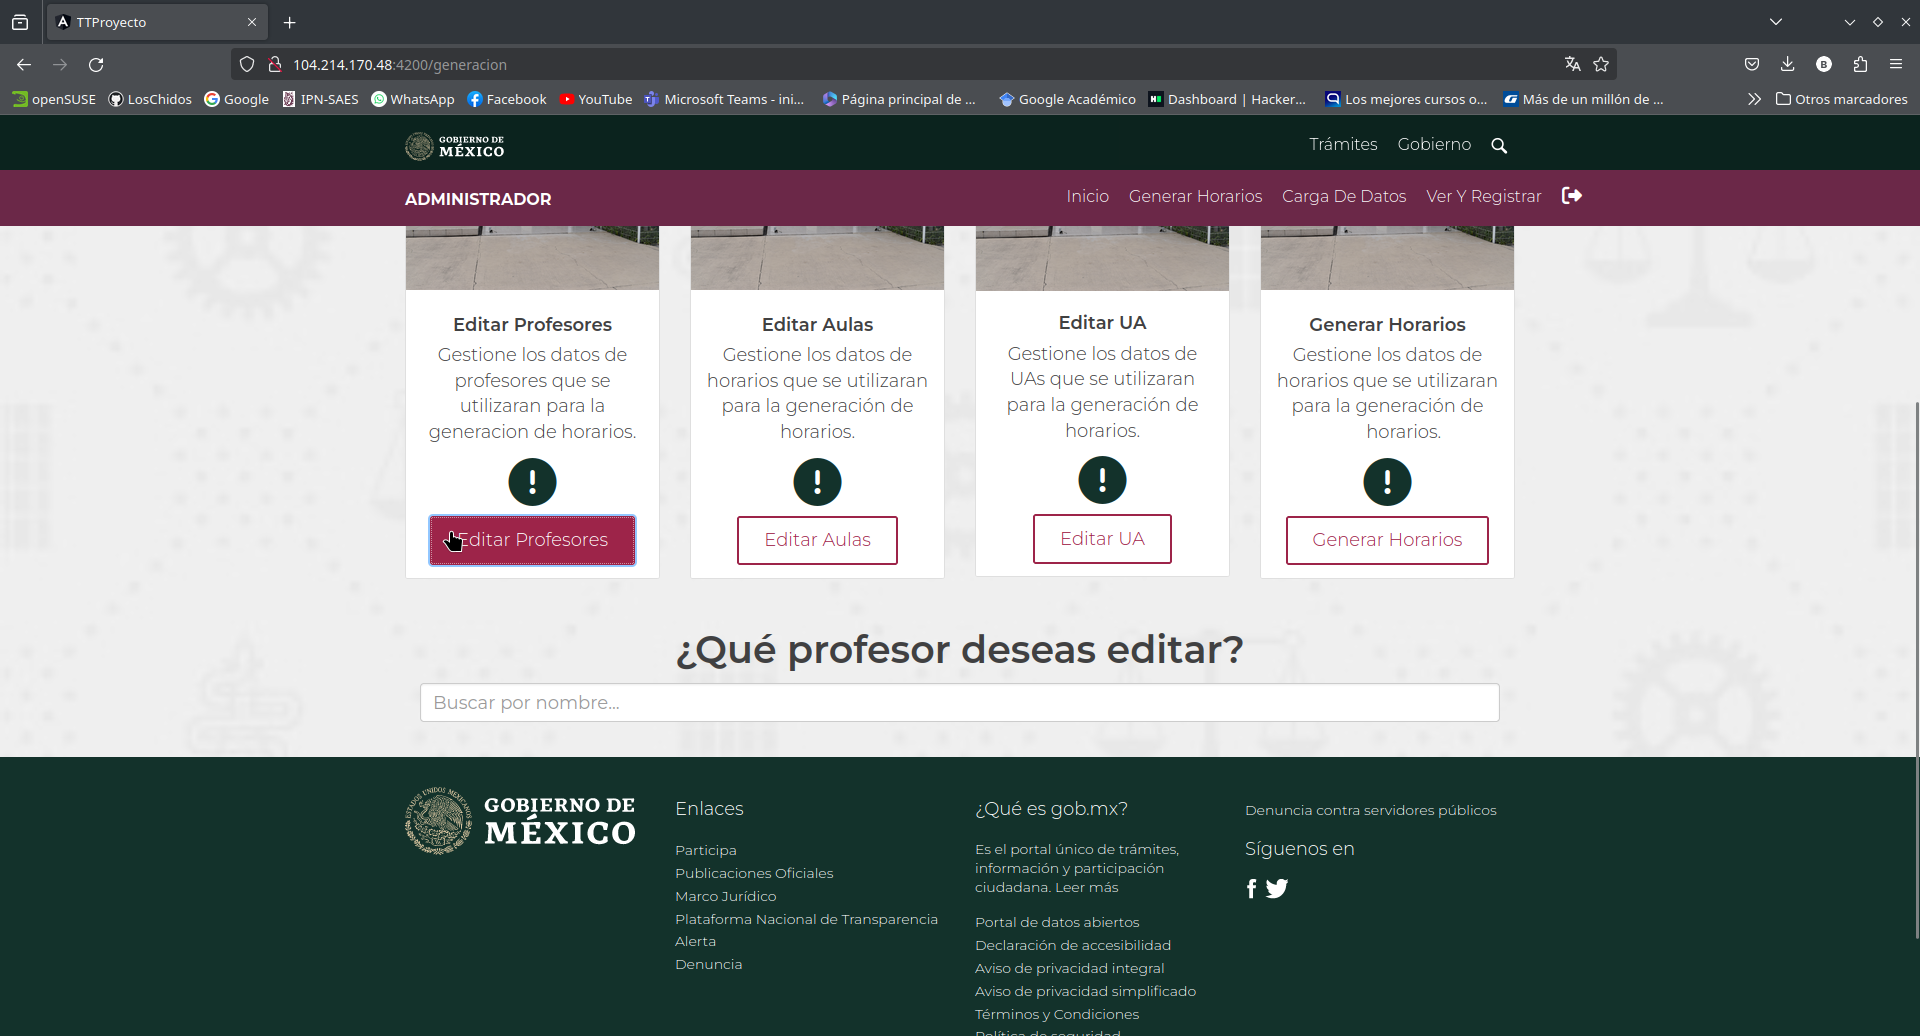 TTProyecto
104.214.170.48:4200/generacion
openSUSE LosChidos Google IPN-SAES WhatsApp Facebook YouTube Microsoft Teams - ini... Página principal de ... Google Académico Dashboard | Hacker... Los mejores cursos o... Más de un millón de ... Otros marcadores
GOBIERNO DE
MÉXICO
Trámites Gobierno
ADMINISTRADOR
Inicio Generar Horarios Carga De Datos Ver Y Registrar
Editar Profesores
Gestione los datos de
profesores que se
utilizaran para la
generacion de horarios.
Editar Profesores
Editar Aulas
Gestione los datos de
horarios que se utilizaran
para la generación de
horarios.
Editar Aulas
Editar UA
Gestione los datos de
UAs que se utilizaran
para la generación de
horarios.
Editar UA
Generar Horarios
Gestione los datos de
horarios que se utilizaran
para la generación de
horarios.
Generar Horarios
¿Qué profesor deseas editar?
Buscar por nombre...
ESTADOS UNIDOS MEXICANOS
GOBIERNO DE
MÉXICO
Enlaces
Participa
Publicaciones Oficiales
Marco Jurídico
Plataforma Nacional de Transparencia
Alerta
Denuncia
¿Qué es gob.mx?
Es el portal único de trámites,
información y participación
ciudadana. Leer más
Portal de datos abiertos
Declaración de accesibilidad
Aviso de privacidad integral
Aviso de privacidad simplificado
Términos y Condiciones
Política de seguridad
Denuncia contra servidores públicos
Síguenos en